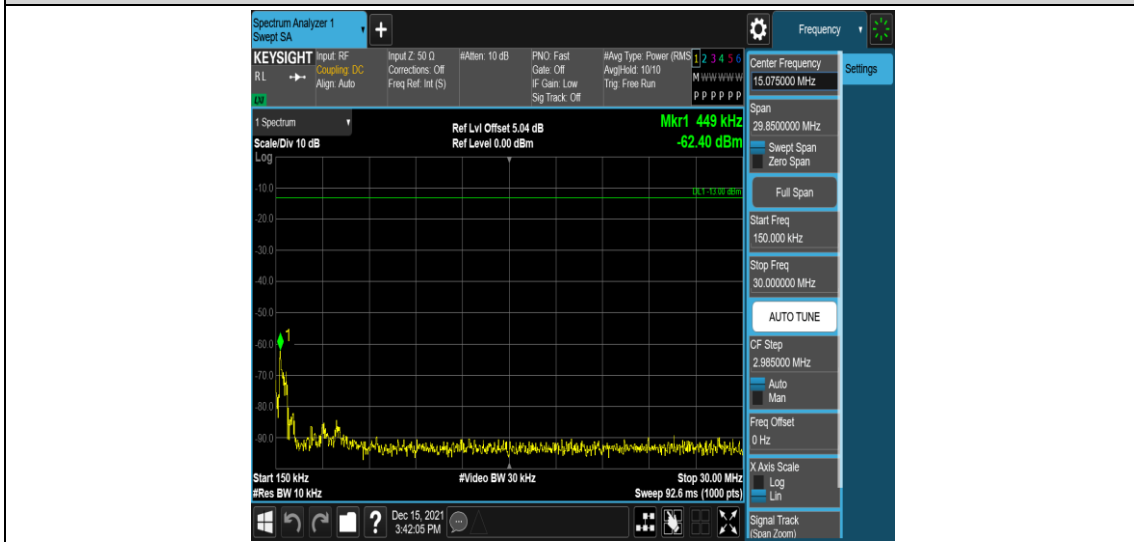 Spectrum Analyzer 1
Swept SA
+
Frequency
KEYSIGHT
RL
Input: RF
Coupling: DC
Align: Auto
Input Z: 50 Ω
Corrections: Off
Freq Ref: Int (S)
#Atten: 10 dB
PNO: Fast
Gate: Off
IF Gain: Low
Sig Track: Off
#Avg Type: Power (RMS
Avg|Hold: 10/10
Trig: Free Run
1 2 3 4 5 6
M W W W W W
P P P P P P
1 Spectrum
Scale/Div 10 dB
Log
Ref Lvl Offset 5.04 dB
Ref Level 0.00 dBm
Mkr1 449 kHz
-62.40 dBm
DL1 -13.00 dBm
-10.0
-20.0
-30.0
-40.0
-50.0
-60.0
-70.0
-80.0
-90.0
1
Start 150 kHz
#Res BW 10 kHz
#Video BW 30 kHz
Stop 30.00 MHz
Sweep 92.6 ms (1000 pts)
Dec 15, 2021
3:42:05 PM
?
Center Frequency
15.075000 MHz
Settings
Span
29.8500000 MHz
Swept Span
Zero Span
Full Span
Start Freq
150.000 kHz
Stop Freq
30.000000 MHz
AUTO TUNE
CF Step
2.985000 MHz
Auto
Man
Freq Offset
0 Hz
X Axis Scale
Log
Lin
Signal Track
(Span Zoom)